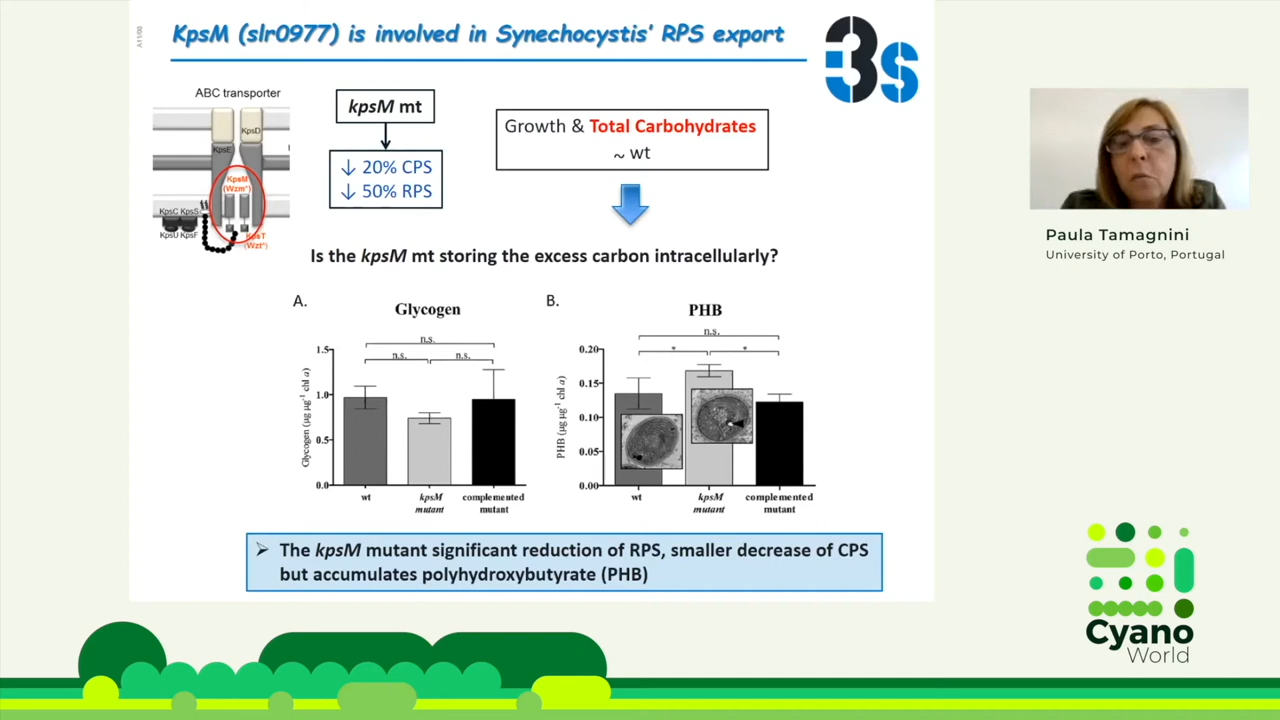 A11/00
KpsM (slr0977) is involved in Synechocystis' RPS export
3s
ABC transporter
KpsD
KpsE
KpsM
(Wzm*)
KpsC KpsS
KpsU KpsF
KpsT
(Wzt*)
kpsM mt
↓ 20% CPS
↓ 50% RPS
Growth & Total Carbohydrates
~ wt
Is the kpsM mt storing the excess carbon intracellularly?
A.
Glycogen
n.s.
n.s.
n.s.
1.5
1.0
0.5
0.0
Glycogen (µg µg⁻¹ chl a)
wt
kpsM mutant
complemented mutant
B.
PHB
n.s.
*
*
0.20
0.15
0.10
0.05
0.00
PHB (µg µg⁻¹ chl a)
wt
kpsM mutant
complemented mutant
➢ The kpsM mutant significant reduction of RPS, smaller decrease of CPS
but accumulates polyhydroxybutyrate (PHB)
Paula Tamagnini
University of Porto, Portugal
Cyano
World